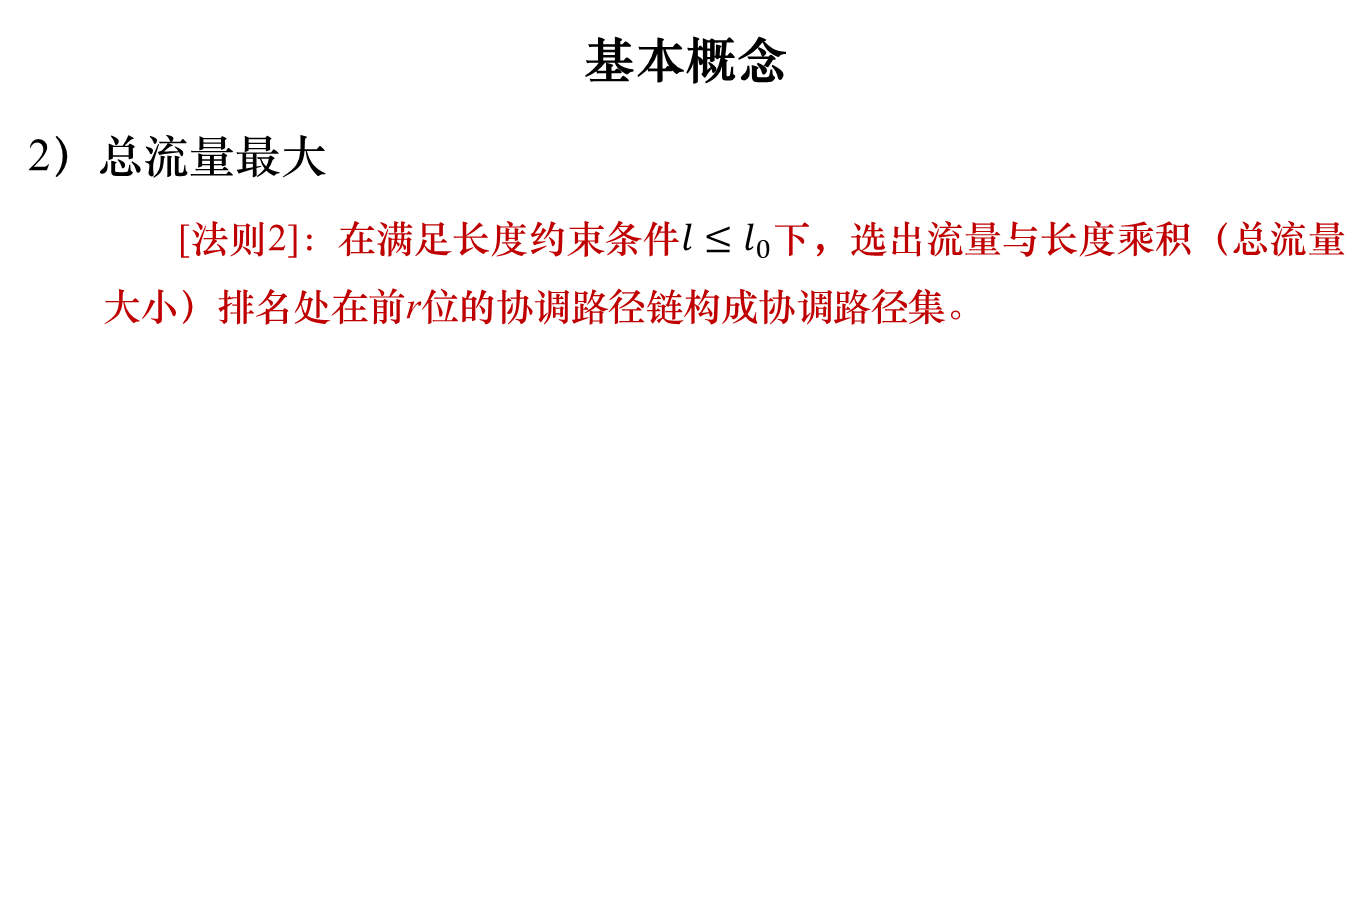 基本概念
2）总流量最大
[法则2]：在满足长度约束条件l ≤ l₀下，选出流量与长度乘积（总流量
大小）排名处在前r位的协调路径链构成协调路径集。